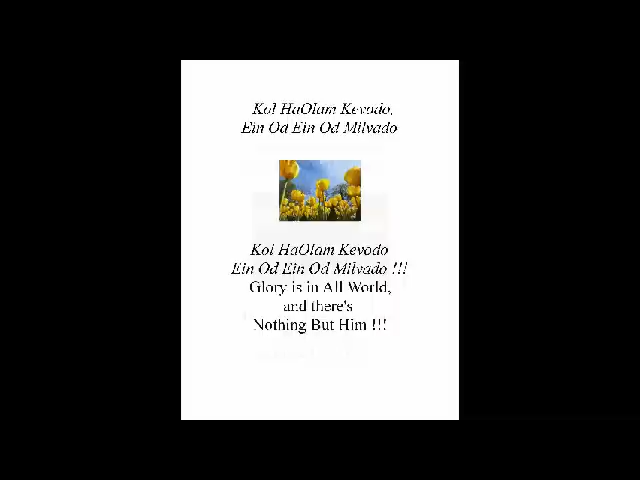 Kol HaOlam Kevodo,
Ein Od Ein Od Milvado
Kol HaOlam Kevodo
Ein Od Ein Od Milvado !!!
Glory is in All World,
and there's
Nothing But Him !!!